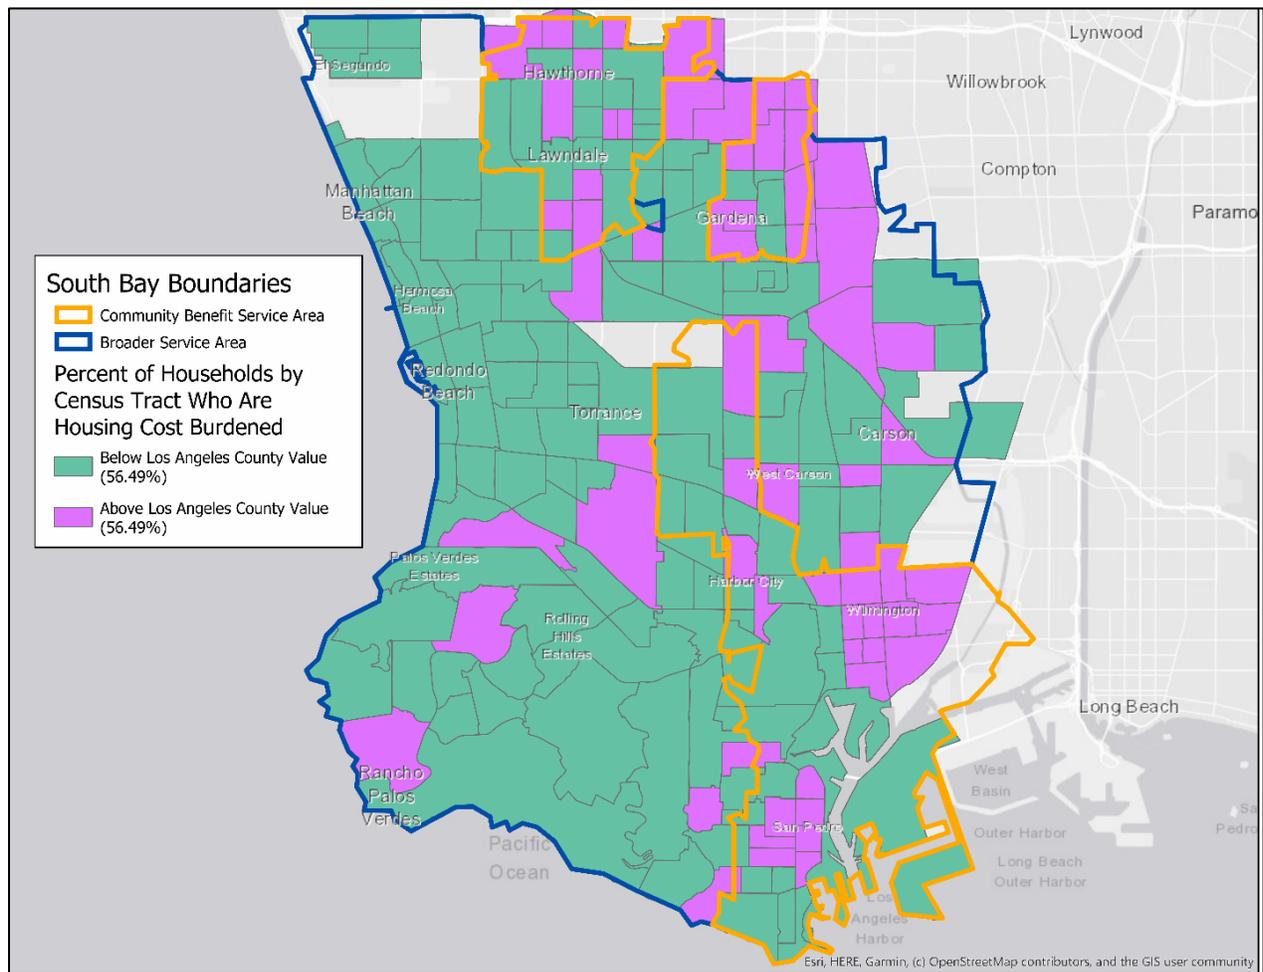 Lynwood
El Segundo
Hawthorne
Willowbrook
Lawndale
Compton
Manhattan
Beach
Gardena
Paramo
South Bay Boundaries
Community Benefit Service Area
Broader Service Area
Percent of Households by
Census Tract Who Are
Housing Cost Burdened
Below Los Angeles County Value
(56.49%)
Above Los Angeles County Value
(56.49%)
Hermosa
Beach
Redondo
Beach
Torrance
Carson
West Carson
Palos Verdes
Estates
Harbor City
Rolling
Hills
Estates
Wilmington
Long Beach
Rancho
Palos
Verdes
West
Basin
Sa
Pedro
San Pedro
Outer Harbor
Pacific
Ocean
Long Beach
Outer Harbor
Los
Angeles
Harbor
Esri, HERE, Garmin, (c) OpenStreetMap contributors, and the GIS user community